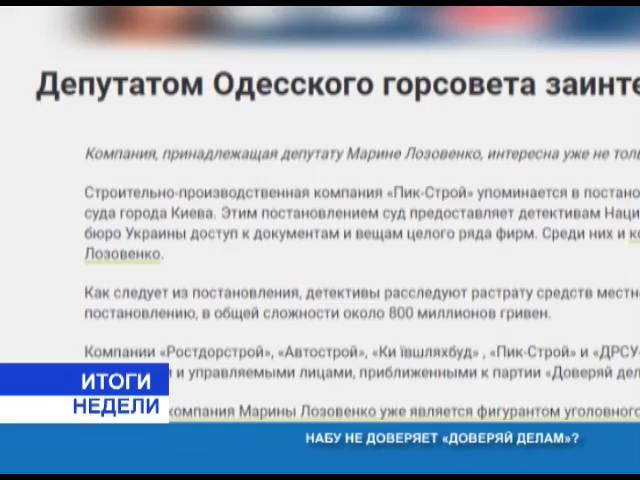 Депутатом Одесского горсовета заинте
Компания, принадлежащая депутату Марине Лозовенко, интересна уже не толь
Строительно-производственная компания «Пик-Строй» упоминается в постано
суда города Киева. Этим постановлением суд предоставляет детективам Наци
бюро Украины доступ к документам и вещам целого ряда фирм. Среди них и ко
Лозовенко.
Как следует из постановления, детективы расследуют растрату средств местн
постановлению, в общей сложности около 800 миллионов гривен.
Компании «Ростдорстрой», «Автострой», «Ки ївшляхбуд» , «Пик-Строй» и «ДРСУ-
и и управляемыми лицами, приближенными к партии «Доверяй дел
компания Марины Лозовенко уже является фигурантом уголовного
ИТОГИ
НЕДЕЛИ
НАБУ НЕ ДОВЕРЯЕТ «ДОВЕРЯЙ ДЕЛАМ»?